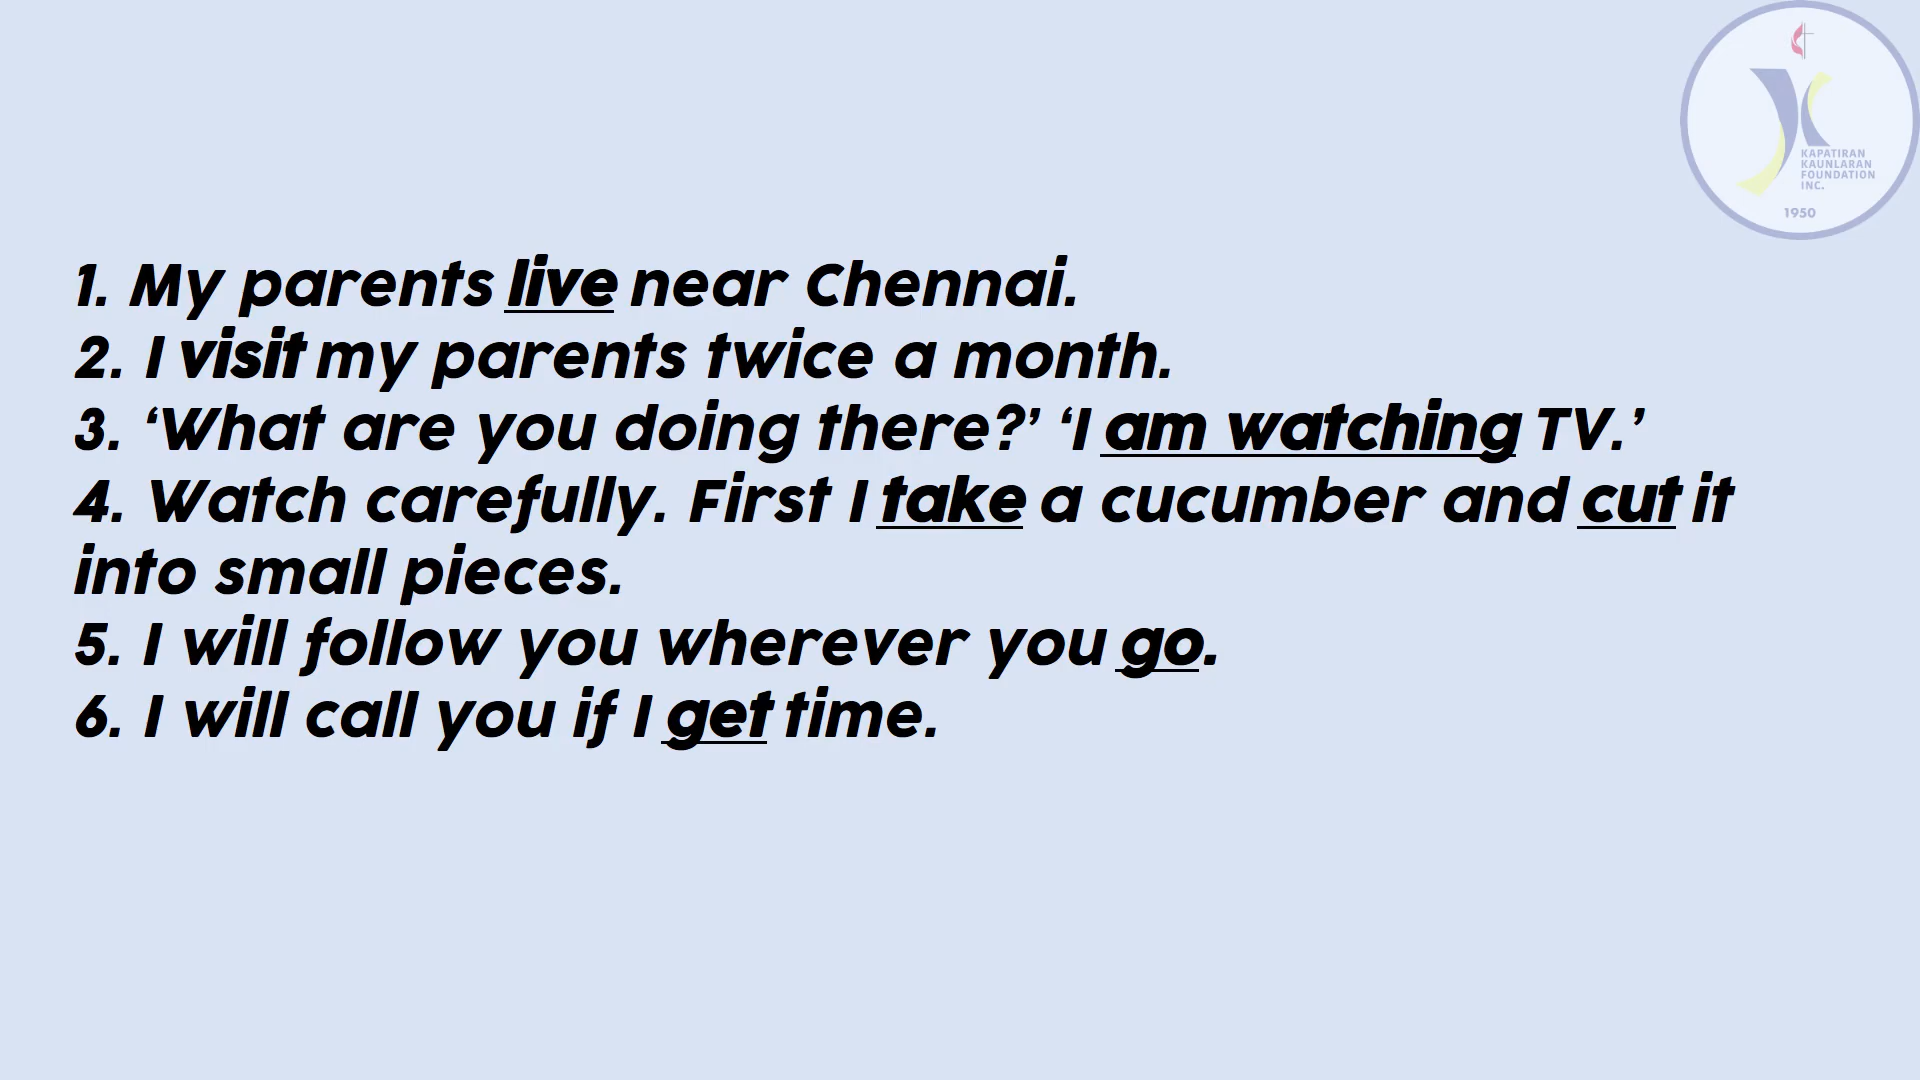 KAPATIRAN
KAUNLARAN
FOUNDATION
INC.
1950
1. My parents live near Chennai.
2. I visit my parents twice a month.
3. ‘What are you doing there?’ ‘I am watching TV.’
4. Watch carefully. First I take a cucumber and cut it
into small pieces.
5. I will follow you wherever you go.
6. I will call you if I get time.